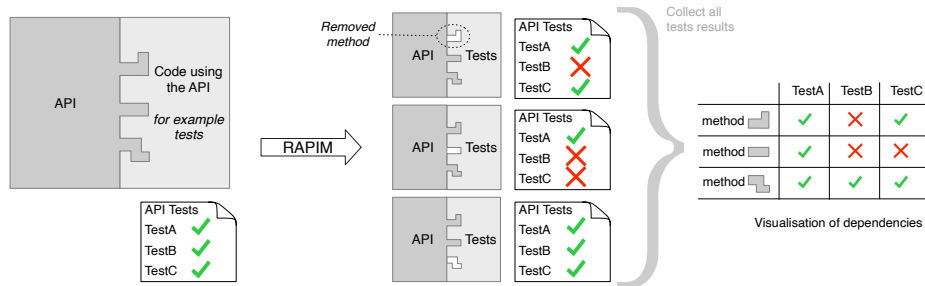 API
Code using
the API
for example
tests
API Tests
TestA
TestB
TestC
RAPIM
Removed
method
API
Tests
API Tests
TestA
TestB
TestC
API
Tests
API Tests
TestA
TestB
TestC
API
Tests
API Tests
TestA
TestB
TestC
Collect all
tests results
TestA TestB TestC
method
method
method
Visualisation of dependencies